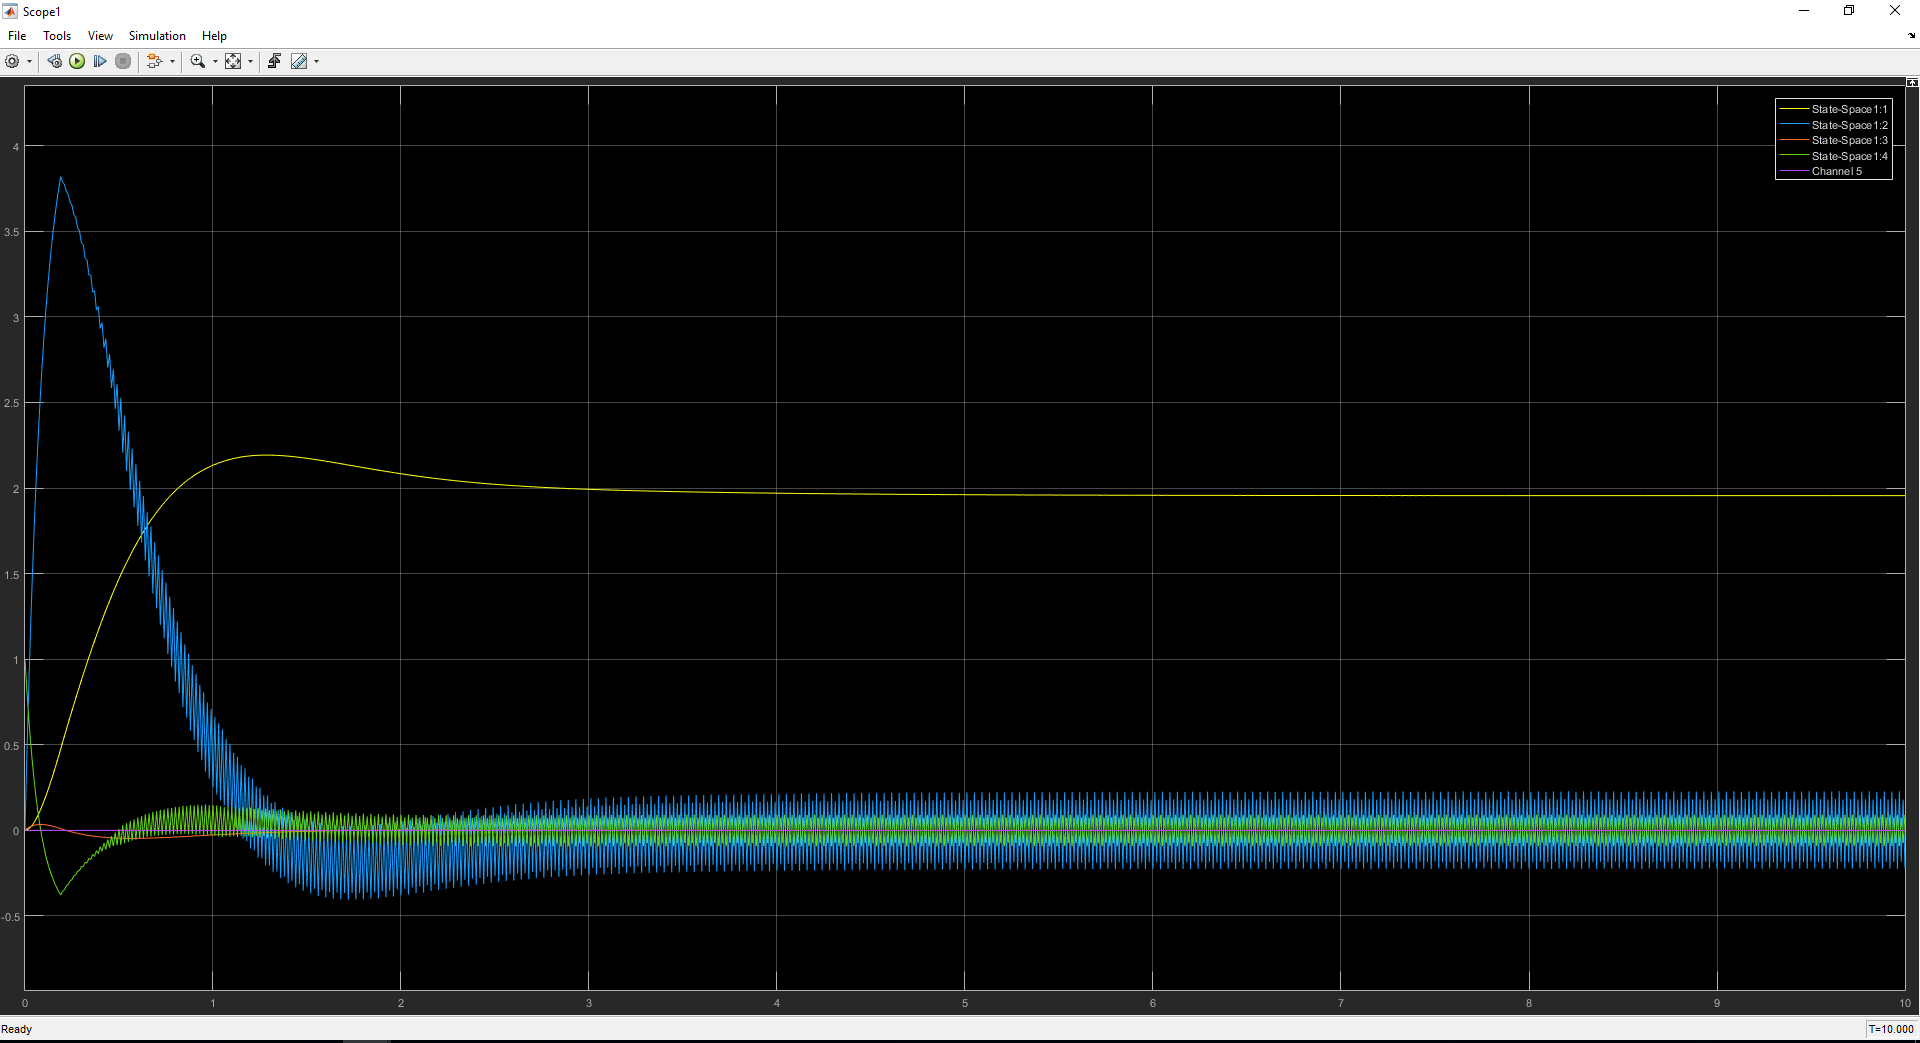 Scope1
File Tools View Simulation Help
State-Space1:1
State-Space1:2
State-Space1:3
State-Space1:4
Channel 5
4
3.5
3
2.5
2
1.5
1
0.5
0
-0.5
0 1 2 3 4 5 6 7 8 9 10
Ready T=10.000